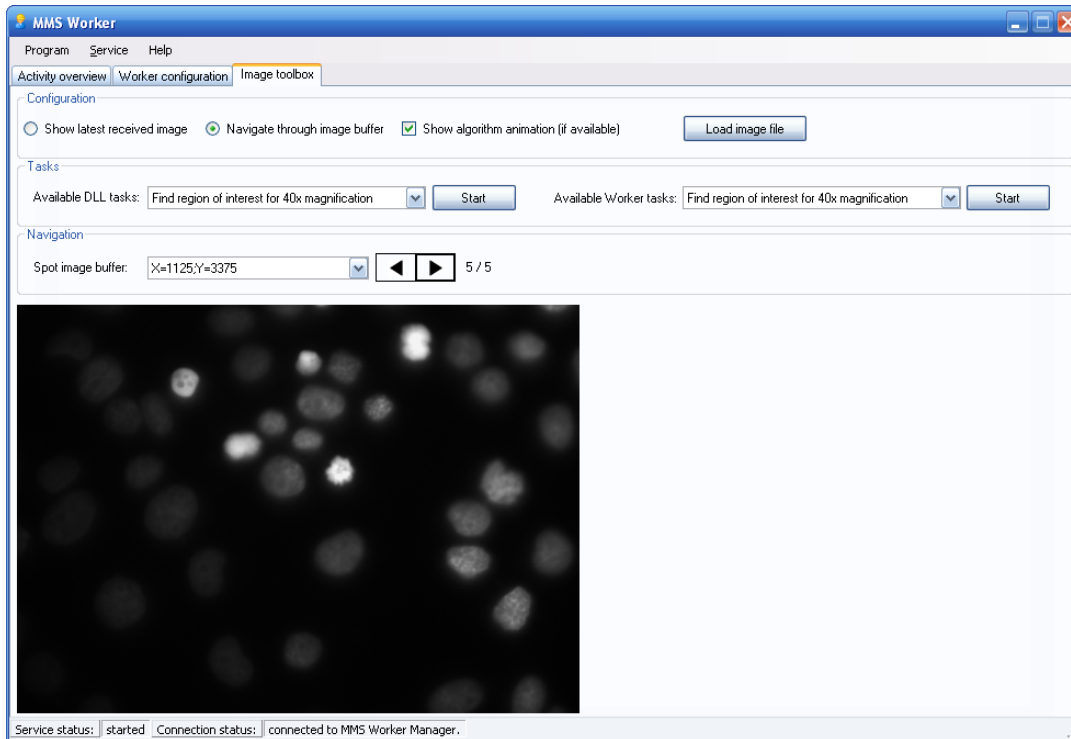 MMS Worker
Program Service Help
Activity overview Worker configuration Image toolbox
Configuration
Show latest received image Navigate through image buffer Show algorithm animation (if available) Load image file
Tasks
Available DLL tasks: Find region of interest for 40x magnification Start Available Worker tasks: Find region of interest for 40x magnification Start
Navigation
Spot image buffer: X=1125;Y=3375 5 / 5
Service status: started Connection status: connected to MMS Worker Manager.